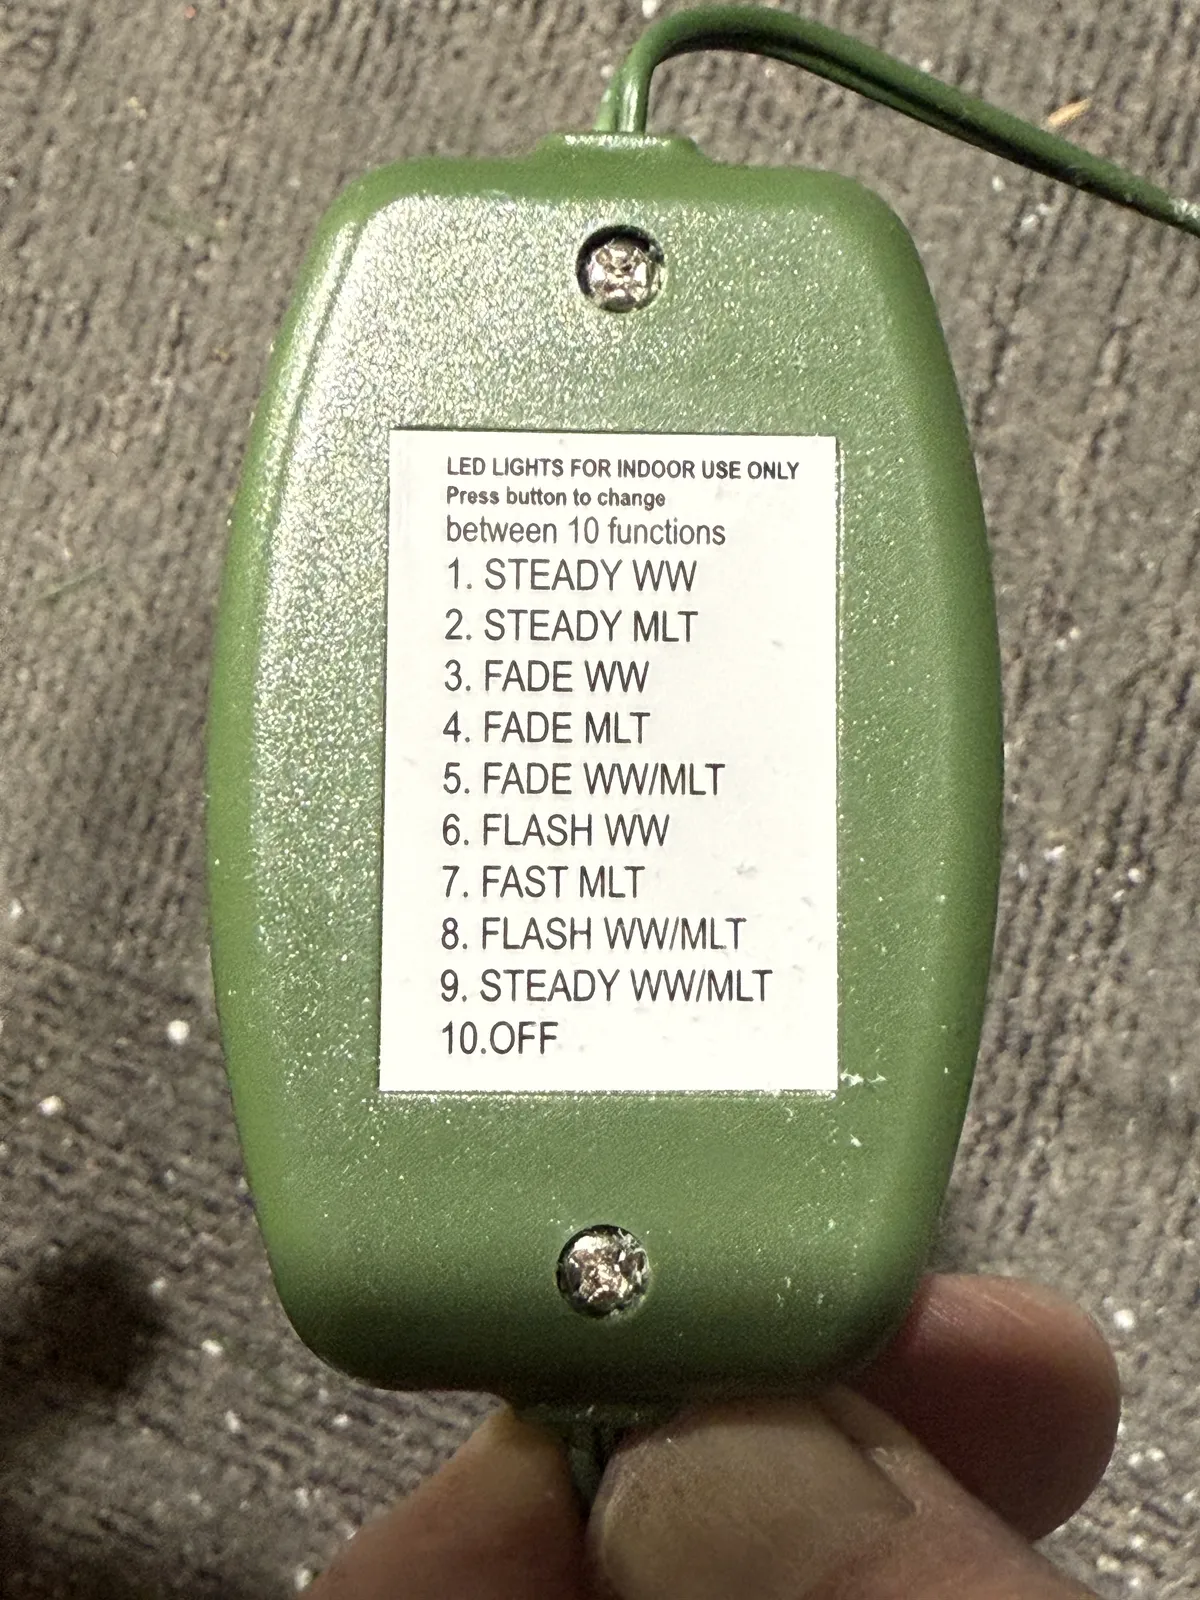 LED LIGHTS FOR INDOOR USE ONLY
Press button to change
between 10 functions
1. STEADY WW
2. STEADY MLT
3. FADE WW
4. FADE MLT
5. FADE WW/MLT
6. FLASH WW
7. FAST MLT
8. FLASH WW/MLT
9. STEADY WW/MLT
10.OFF